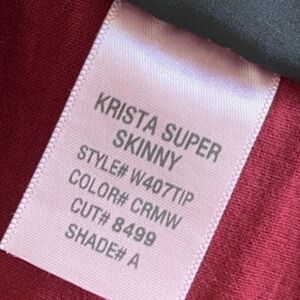 KRISTA SUPER
SKINNY
STYLE# W407TIP
COLOR# CRMW
CUT# 8499
SHADE# A